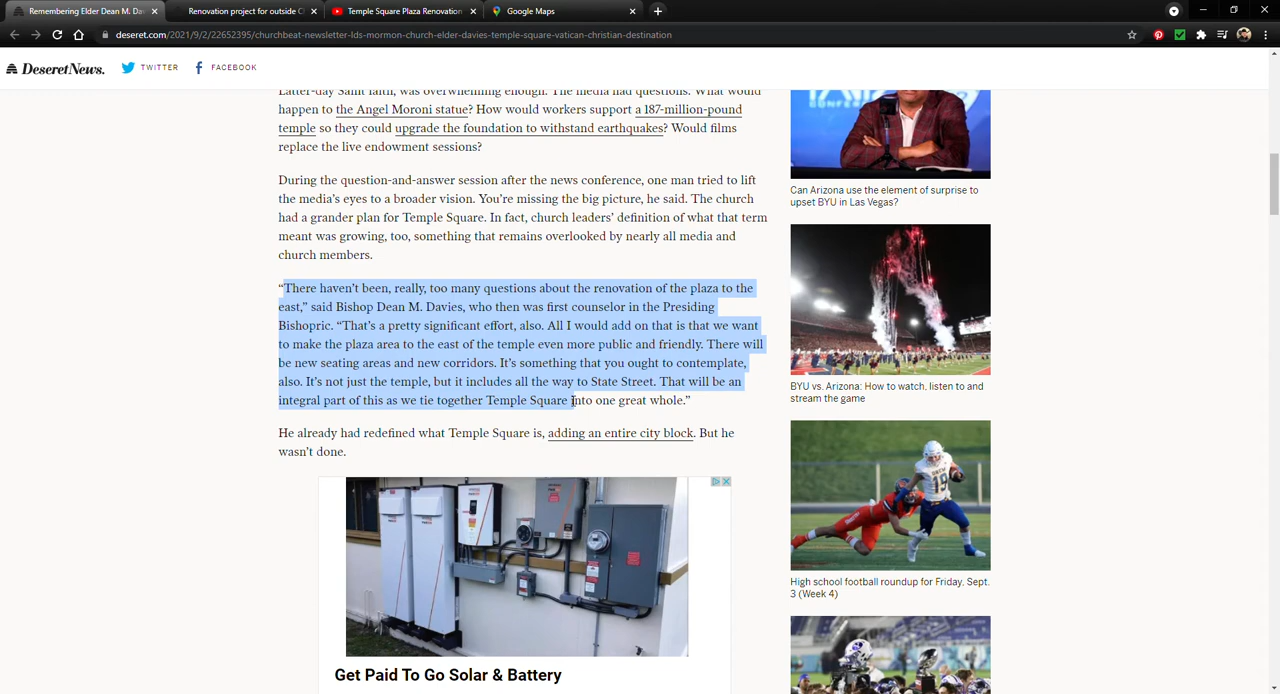 Remembering Elder Dean M. Da
Renovation project for outside C
Temple Square Plaza Renovation
Google Maps
deseret.com/2021/9/2/22652395/churchbeat-newsletter-lds-mormon-church-elder-davies-temple-square-vatican-christian-destination
Deseret News.
TWITTER
FACEBOOK
Latter-day Saint faith, was overwhelming enough. The media had questions. What would
happen to the Angel Moroni statue? How would workers support a 187-million-pound
temple so they could upgrade the foundation to withstand earthquakes? Would films
replace the live endowment sessions?
During the question-and-answer session after the news conference, one man tried to lift
the media’s eyes to a broader vision. You’re missing the big picture, he said. The church
had a grander plan for Temple Square. In fact, church leaders’ definition of what that term
meant was growing, too, something that remains overlooked by nearly all media and
church members.
“There haven’t been, really, too many questions about the renovation of the plaza to the
east,” said Bishop Dean M. Davies, who then was first counselor in the Presiding
Bishopric. “That’s a pretty significant effort, also. All I would add on that is that we want
to make the plaza area to the east of the temple even more public and friendly. There will
be new seating areas and new corridors. It’s something that you ought to contemplate,
also. It’s not just the temple, but it includes all the way to State Street. That will be an
integral part of this as we tie together Temple Square into one great whole.”
He already had redefined what Temple Square is, adding an entire city block. But he
wasn’t done.
Get Paid To Go Solar & Battery
CONFERENCE
Can Arizona use the element of surprise to
upset BYU in Las Vegas?
BYU vs. Arizona: How to watch, listen to and
stream the game
19
High school football roundup for Friday, Sept.
3 (Week 4)